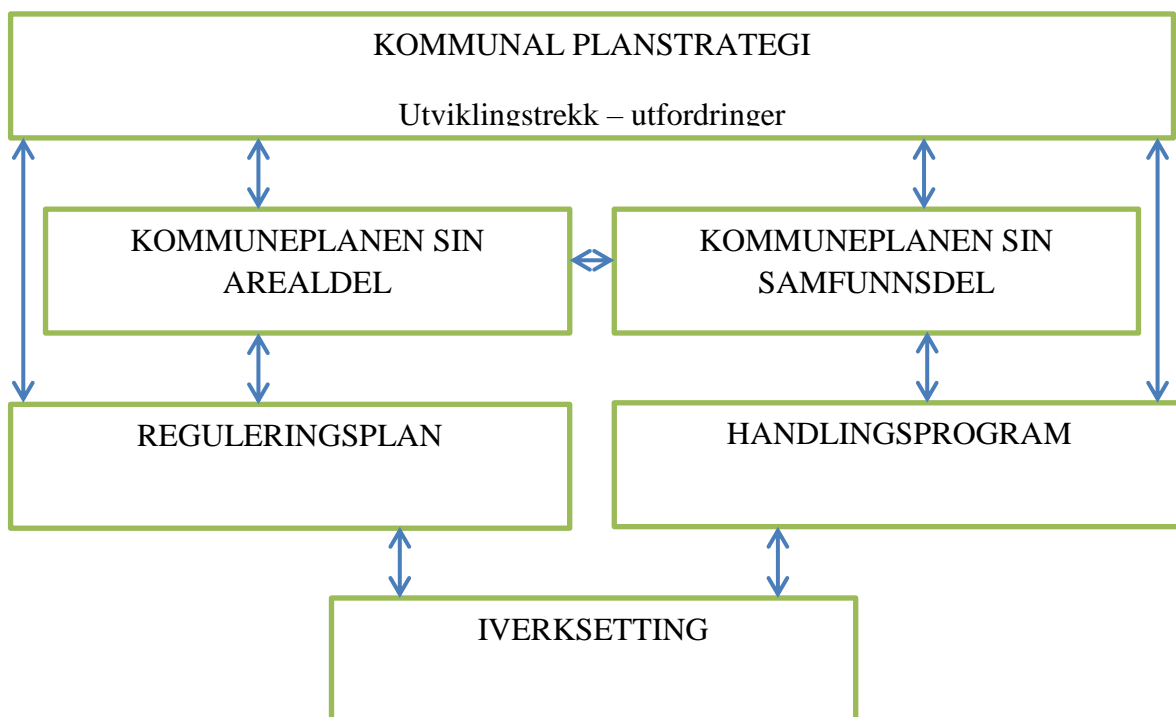 KOMMUNAL PLANSTRATEGI
Utviklingstrekk – utfordringer
KOMMUNEPLANEN SIN
AREALDEL
KOMMUNEPLANEN SIN
SAMFUNNSDEL
REGULERINGSPLAN
HANDLINGSPROGRAM
IVERKSETTING